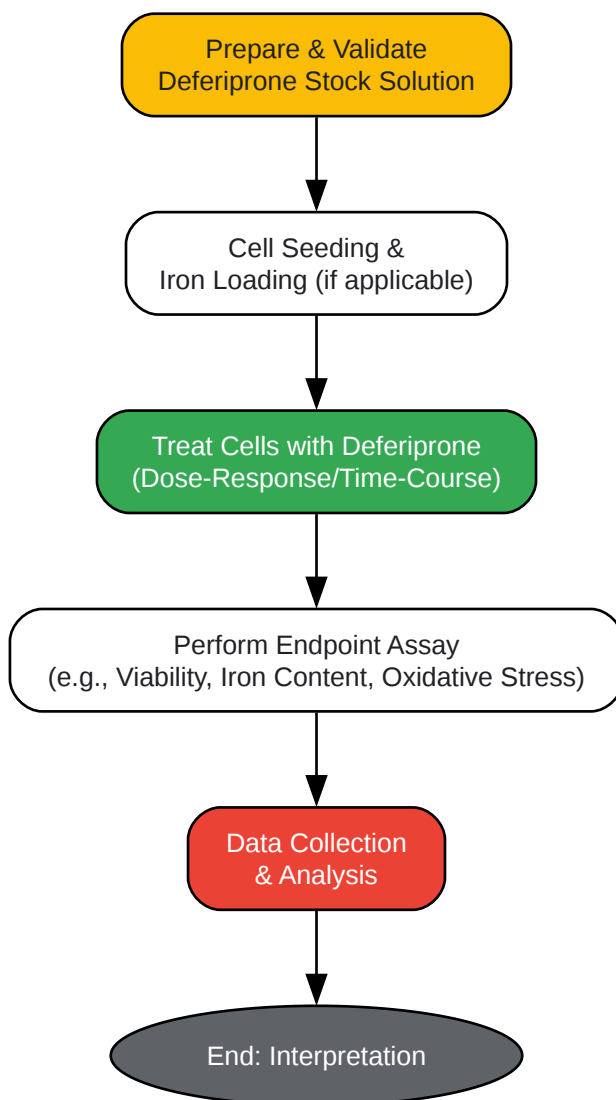 Prepare & Validate
Deferiprone Stock Solution
Cell Seeding &
Iron Loading (if applicable)
Treat Cells with Deferiprone
(Dose-Response/Time-Course)
Perform Endpoint Assay
(e.g., Viability, Iron Content, Oxidative Stress)
Data Collection
& Analysis
End: Interpretation